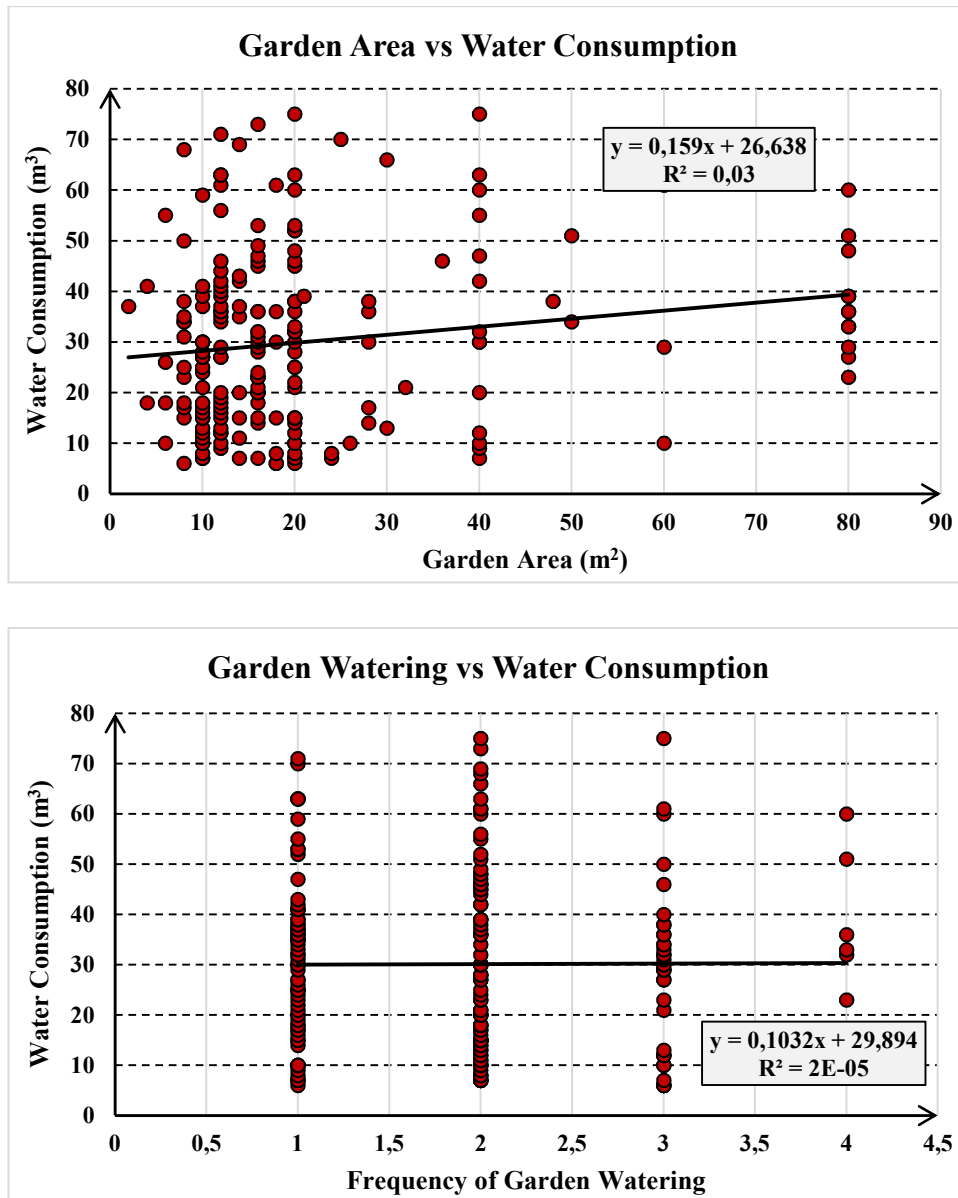 Garden Area vs Water Consumption
Water Consumption (m³)
80
70
60
50
40
30
20
10
0
y = 0,159x + 26,638
R² = 0,03
0 10 20 30 40 50 60 70 80 90
Garden Area (m²)
Garden Watering vs Water Consumption
Water Consumption (m³)
80
70
60
50
40
30
20
10
0
y = 0,1032x + 29,894
R² = 2E-05
0 0,5 1 1,5 2 2,5 3 3,5 4 4,5
Frequency of Garden Watering